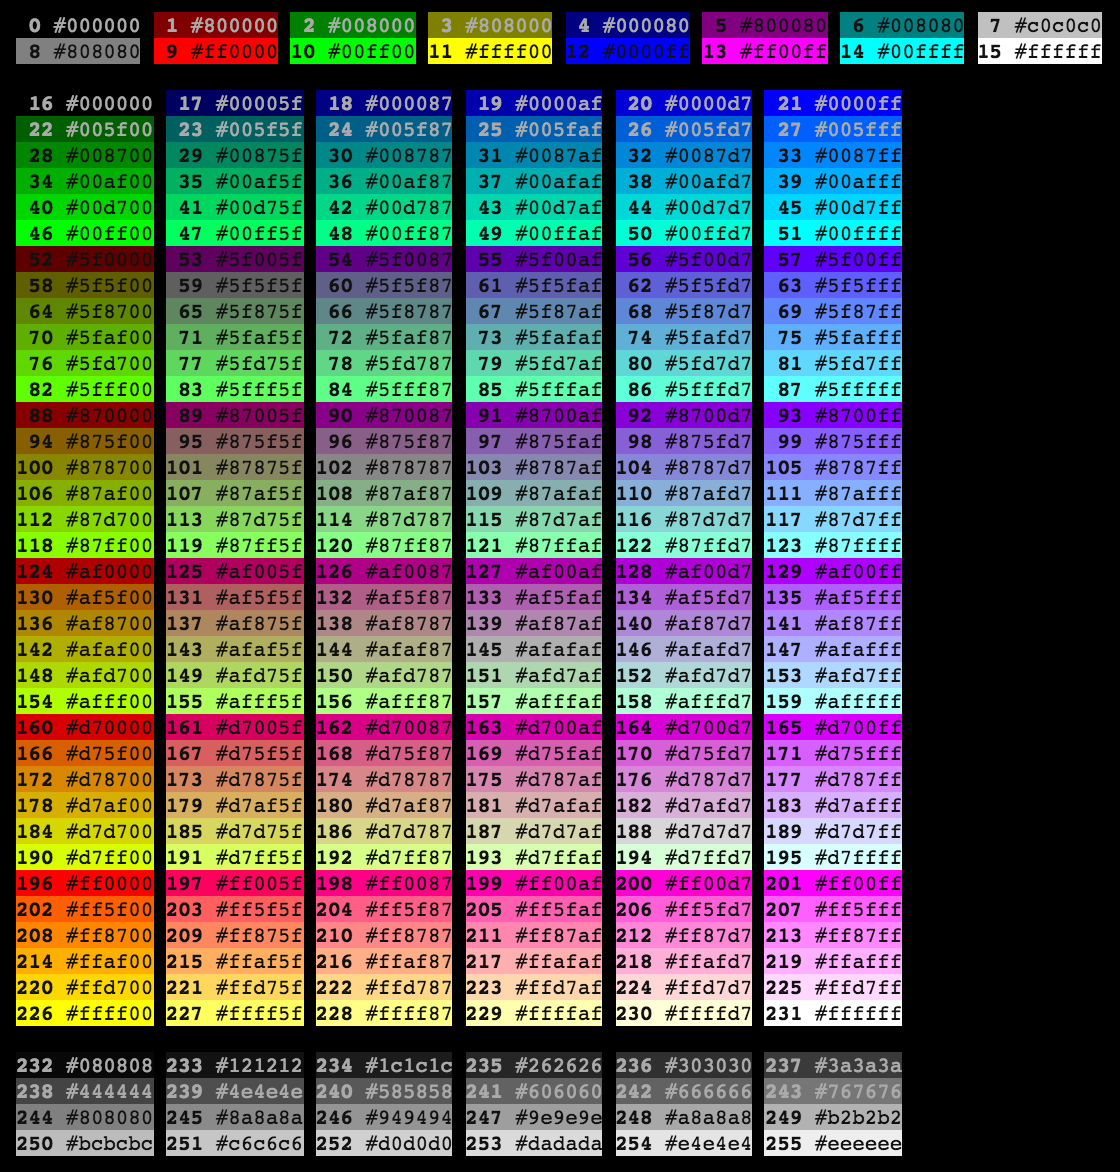 0 #000000 1 #800000 2 #008000 3 #808000 4 #000080 5 #800080 6 #008080 7 #c0c0c0
8 #808080 9 #ff0000 10 #00ff00 11 #ffff00 12 #0000ff 13 #ff00ff 14 #00ffff 15 #ffffff
16 #000000 17 #00005f 18 #000087 19 #0000af 20 #0000d7 21 #0000ff
22 #005f00 23 #005f5f 24 #005f87 25 #005faf 26 #005fd7 27 #005fff
28 #008700 29 #00875f 30 #008787 31 #0087af 32 #0087d7 33 #0087ff
34 #00af00 35 #00af5f 36 #00af87 37 #00afaf 38 #00afd7 39 #00afff
40 #00d700 41 #00d75f 42 #00d787 43 #00d7af 44 #00d7d7 45 #00d7ff
46 #00ff00 47 #00ff5f 48 #00ff87 49 #00ffaf 50 #00ffd7 51 #00ffff
52 #5f0000 53 #5f005f 54 #5f0087 55 #5f00af 56 #5f00d7 57 #5f00ff
58 #5f5f00 59 #5f5f5f 60 #5f5f87 61 #5f5faf 62 #5f5fd7 63 #5f5fff
64 #5f8700 65 #5f875f 66 #5f8787 67 #5f87af 68 #5f87d7 69 #5f87ff
70 #5faf00 71 #5faf5f 72 #5faf87 73 #5fafaf 74 #5fafd7 75 #5fafff
76 #5fd700 77 #5fd75f 78 #5fd787 79 #5fd7af 80 #5fd7d7 81 #5fd7ff
82 #5fff00 83 #5fff5f 84 #5fff87 85 #5fffaf 86 #5fffd7 87 #5fffff
88 #870000 89 #87005f 90 #870087 91 #8700af 92 #8700d7 93 #8700ff
94 #875f00 95 #875f5f 96 #875f87 97 #875faf 98 #875fd7 99 #875fff
100 #878700 101 #87875f 102 #878787 103 #8787af 104 #8787d7 105 #8787ff
106 #87af00 107 #87af5f 108 #87af87 109 #87afaf 110 #87afd7 111 #87afff
112 #87d700 113 #87d75f 114 #87d787 115 #87d7af 116 #87d7d7 117 #87d7ff
118 #87ff00 119 #87ff5f 120 #87ff87 121 #87ffaf 122 #87ffd7 123 #87ffff
124 #af0000 125 #af005f 126 #af0087 127 #af00af 128 #af00d7 129 #af00ff
130 #af5f00 131 #af5f5f 132 #af5f87 133 #af5faf 134 #af5fd7 135 #af5fff
136 #af8700 137 #af875f 138 #af8787 139 #af87af 140 #af87d7 141 #af87ff
142 #afaf00 143 #afaf5f 144 #afaf87 145 #afafaf 146 #afafd7 147 #afafff
148 #afd700 149 #afd75f 150 #afd787 151 #afd7af 152 #afd7d7 153 #afd7ff
154 #afff00 155 #afff5f 156 #afff87 157 #afffaf 158 #afffd7 159 #afffff
160 #d70000 161 #d7005f 162 #d70087 163 #d700af 164 #d700d7 165 #d700ff
166 #d75f00 167 #d75f5f 168 #d75f87 169 #d75faf 170 #d75fd7 171 #d75fff
172 #d78700 173 #d7875f 174 #d78787 175 #d787af 176 #d787d7 177 #d787ff
178 #d7af00 179 #d7af5f 180 #d7af87 181 #d7afaf 182 #d7afd7 183 #d7afff
184 #d7d700 185 #d7d75f 186 #d7d787 187 #d7d7af 188 #d7d7d7 189 #d7d7ff
190 #d7ff00 191 #d7ff5f 192 #d7ff87 193 #d7ffaf 194 #d7ffd7 195 #d7ffff
196 #ff0000 197 #ff005f 198 #ff0087 199 #ff00af 200 #ff00d7 201 #ff00ff
202 #ff5f00 203 #ff5f5f 204 #ff5f87 205 #ff5faf 206 #ff5fd7 207 #ff5fff
208 #ff8700 209 #ff875f 210 #ff8787 211 #ff87af 212 #ff87d7 213 #ff87ff
214 #ffaf00 215 #ffaf5f 216 #ffaf87 217 #ffafaf 218 #ffafd7 219 #ffafff
220 #ffd700 221 #ffd75f 222 #ffd787 223 #ffd7af 224 #ffd7d7 225 #ffd7ff
226 #ffff00 227 #ffff5f 228 #ffff87 229 #ffffaf 230 #ffffd7 231 #ffffff
232 #080808 233 #121212 234 #1c1c1c 235 #262626 236 #303030 237 #3a3a3a
238 #444444 239 #4e4e4e 240 #585858 241 #606060 242 #666666 243 #767676
244 #808080 245 #8a8a8a 246 #949494 247 #9e9e9e 248 #a8a8a8 249 #b2b2b2
250 #bcbcbc 251 #c6c6c6 252 #d0d0d0 253 #dadada 254 #e4e4e4 255 #eeeeee